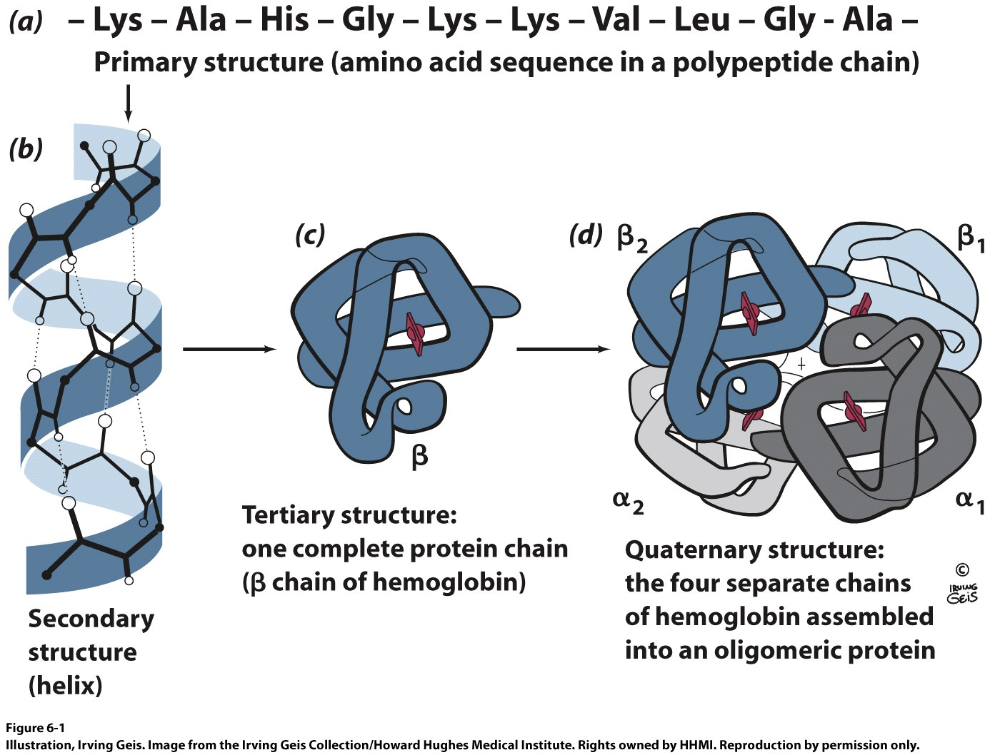 (a) – Lys – Ala – His – Gly – Lys – Lys – Val – Leu – Gly - Ala –
Primary structure (amino acid sequence in a polypeptide chain)
(b)
(c)
(d)
β2
β1
β
α2
α1
Tertiary structure:
one complete protein chain
(β chain of hemoglobin)
Quaternary structure:
the four separate chains
of hemoglobin assembled
into an oligomeric protein
©
IRVING
GEIS
Secondary
structure
(helix)
Figure 6-1
Illustration, Irving Geis. Image from the Irving Geis Collection/Howard Hughes Medical Institute. Rights owned by HHMI. Reproduction by permission only.